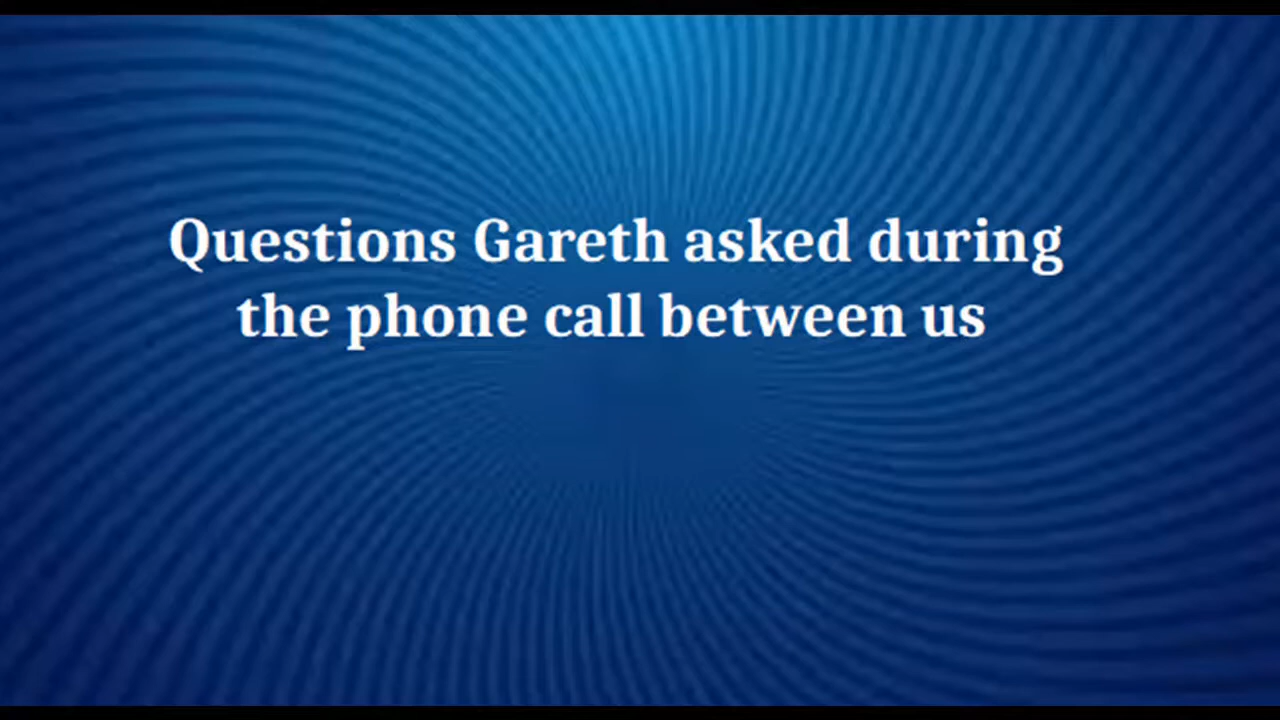 Questions Gareth asked during
the phone call between us